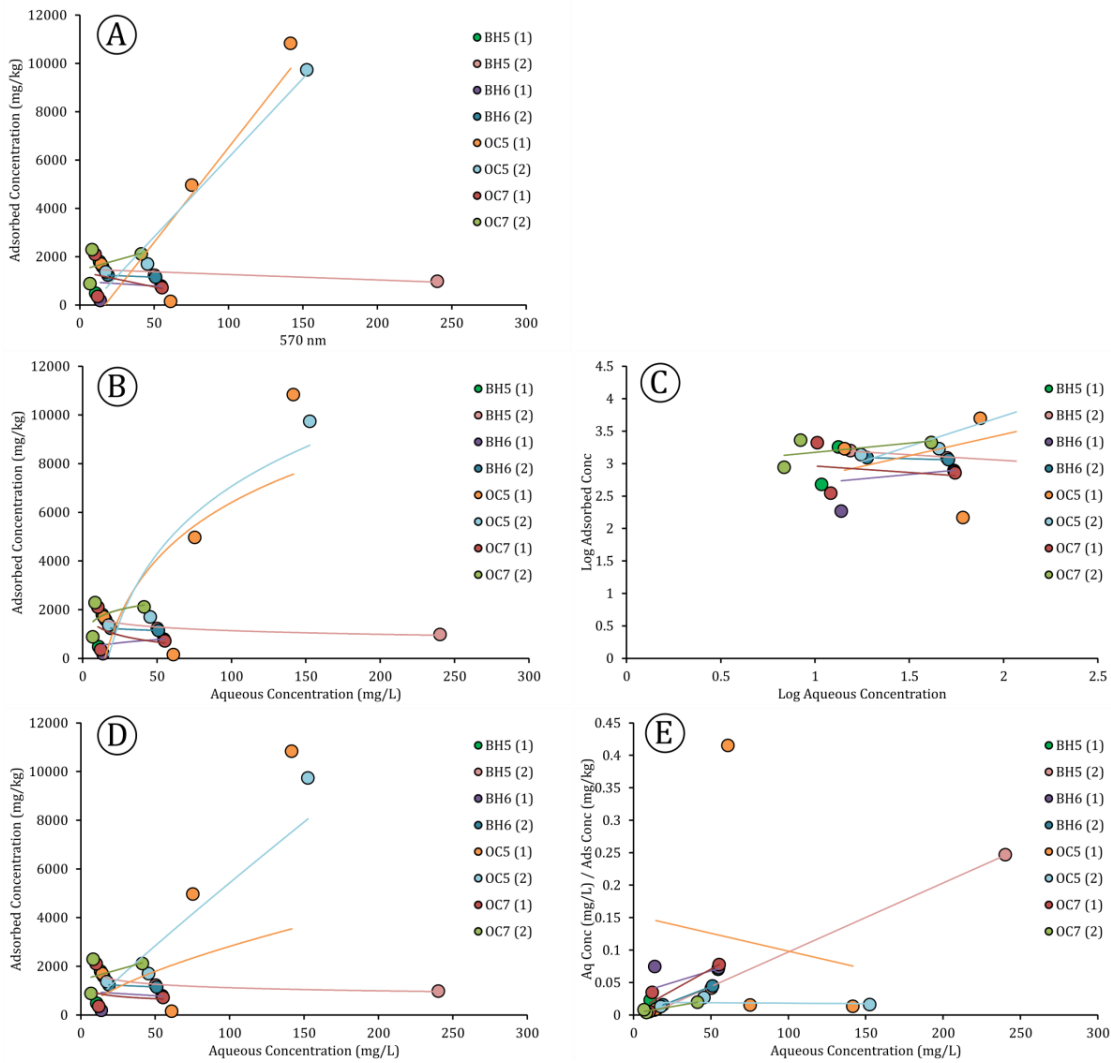 A
Adsorbed Concentration (mg/kg)
12000
10000
8000
6000
4000
2000
0
0 50 100 150 200 250 300
570 nm
BH5 (1)
BH5 (2)
BH6 (1)
BH6 (2)
OC5 (1)
OC5 (2)
OC7 (1)
OC7 (2)
B
Adsorbed Concentration (mg/kg)
12000
10000
8000
6000
4000
2000
0
0 50 100 150 200 250 300
Aqueous Concentration (mg/L)
BH5 (1)
BH5 (2)
BH6 (1)
BH6 (2)
OC5 (1)
OC5 (2)
OC7 (1)
OC7 (2)
C
Log Adsorbed Conc
4.5
4
3.5
3
2.5
2
1.5
1
0.5
0
0 0.5 1 1.5 2 2.5
Log Aqueous Concentration
BH5 (1)
BH5 (2)
BH6 (1)
BH6 (2)
OC5 (1)
OC5 (2)
OC7 (1)
OC7 (2)
D
Adsorbed Concentration (mg/kg)
12000
10000
8000
6000
4000
2000
0
0 50 100 150 200 250 300
Aqueous Concentration (mg/L)
BH5 (1)
BH5 (2)
BH6 (1)
BH6 (2)
OC5 (1)
OC5 (2)
OC7 (1)
OC7 (2)
E
Aq Conc (mg/L) / Ads Conc (mg/kg)
0.45
0.4
0.35
0.3
0.25
0.2
0.15
0.1
0.05
0
0 50 100 150 200 250 300
Aqueous Concentration (mg/L)
BH5 (1)
BH5 (2)
BH6 (1)
BH6 (2)
OC5 (1)
OC5 (2)
OC7 (1)
OC7 (2)